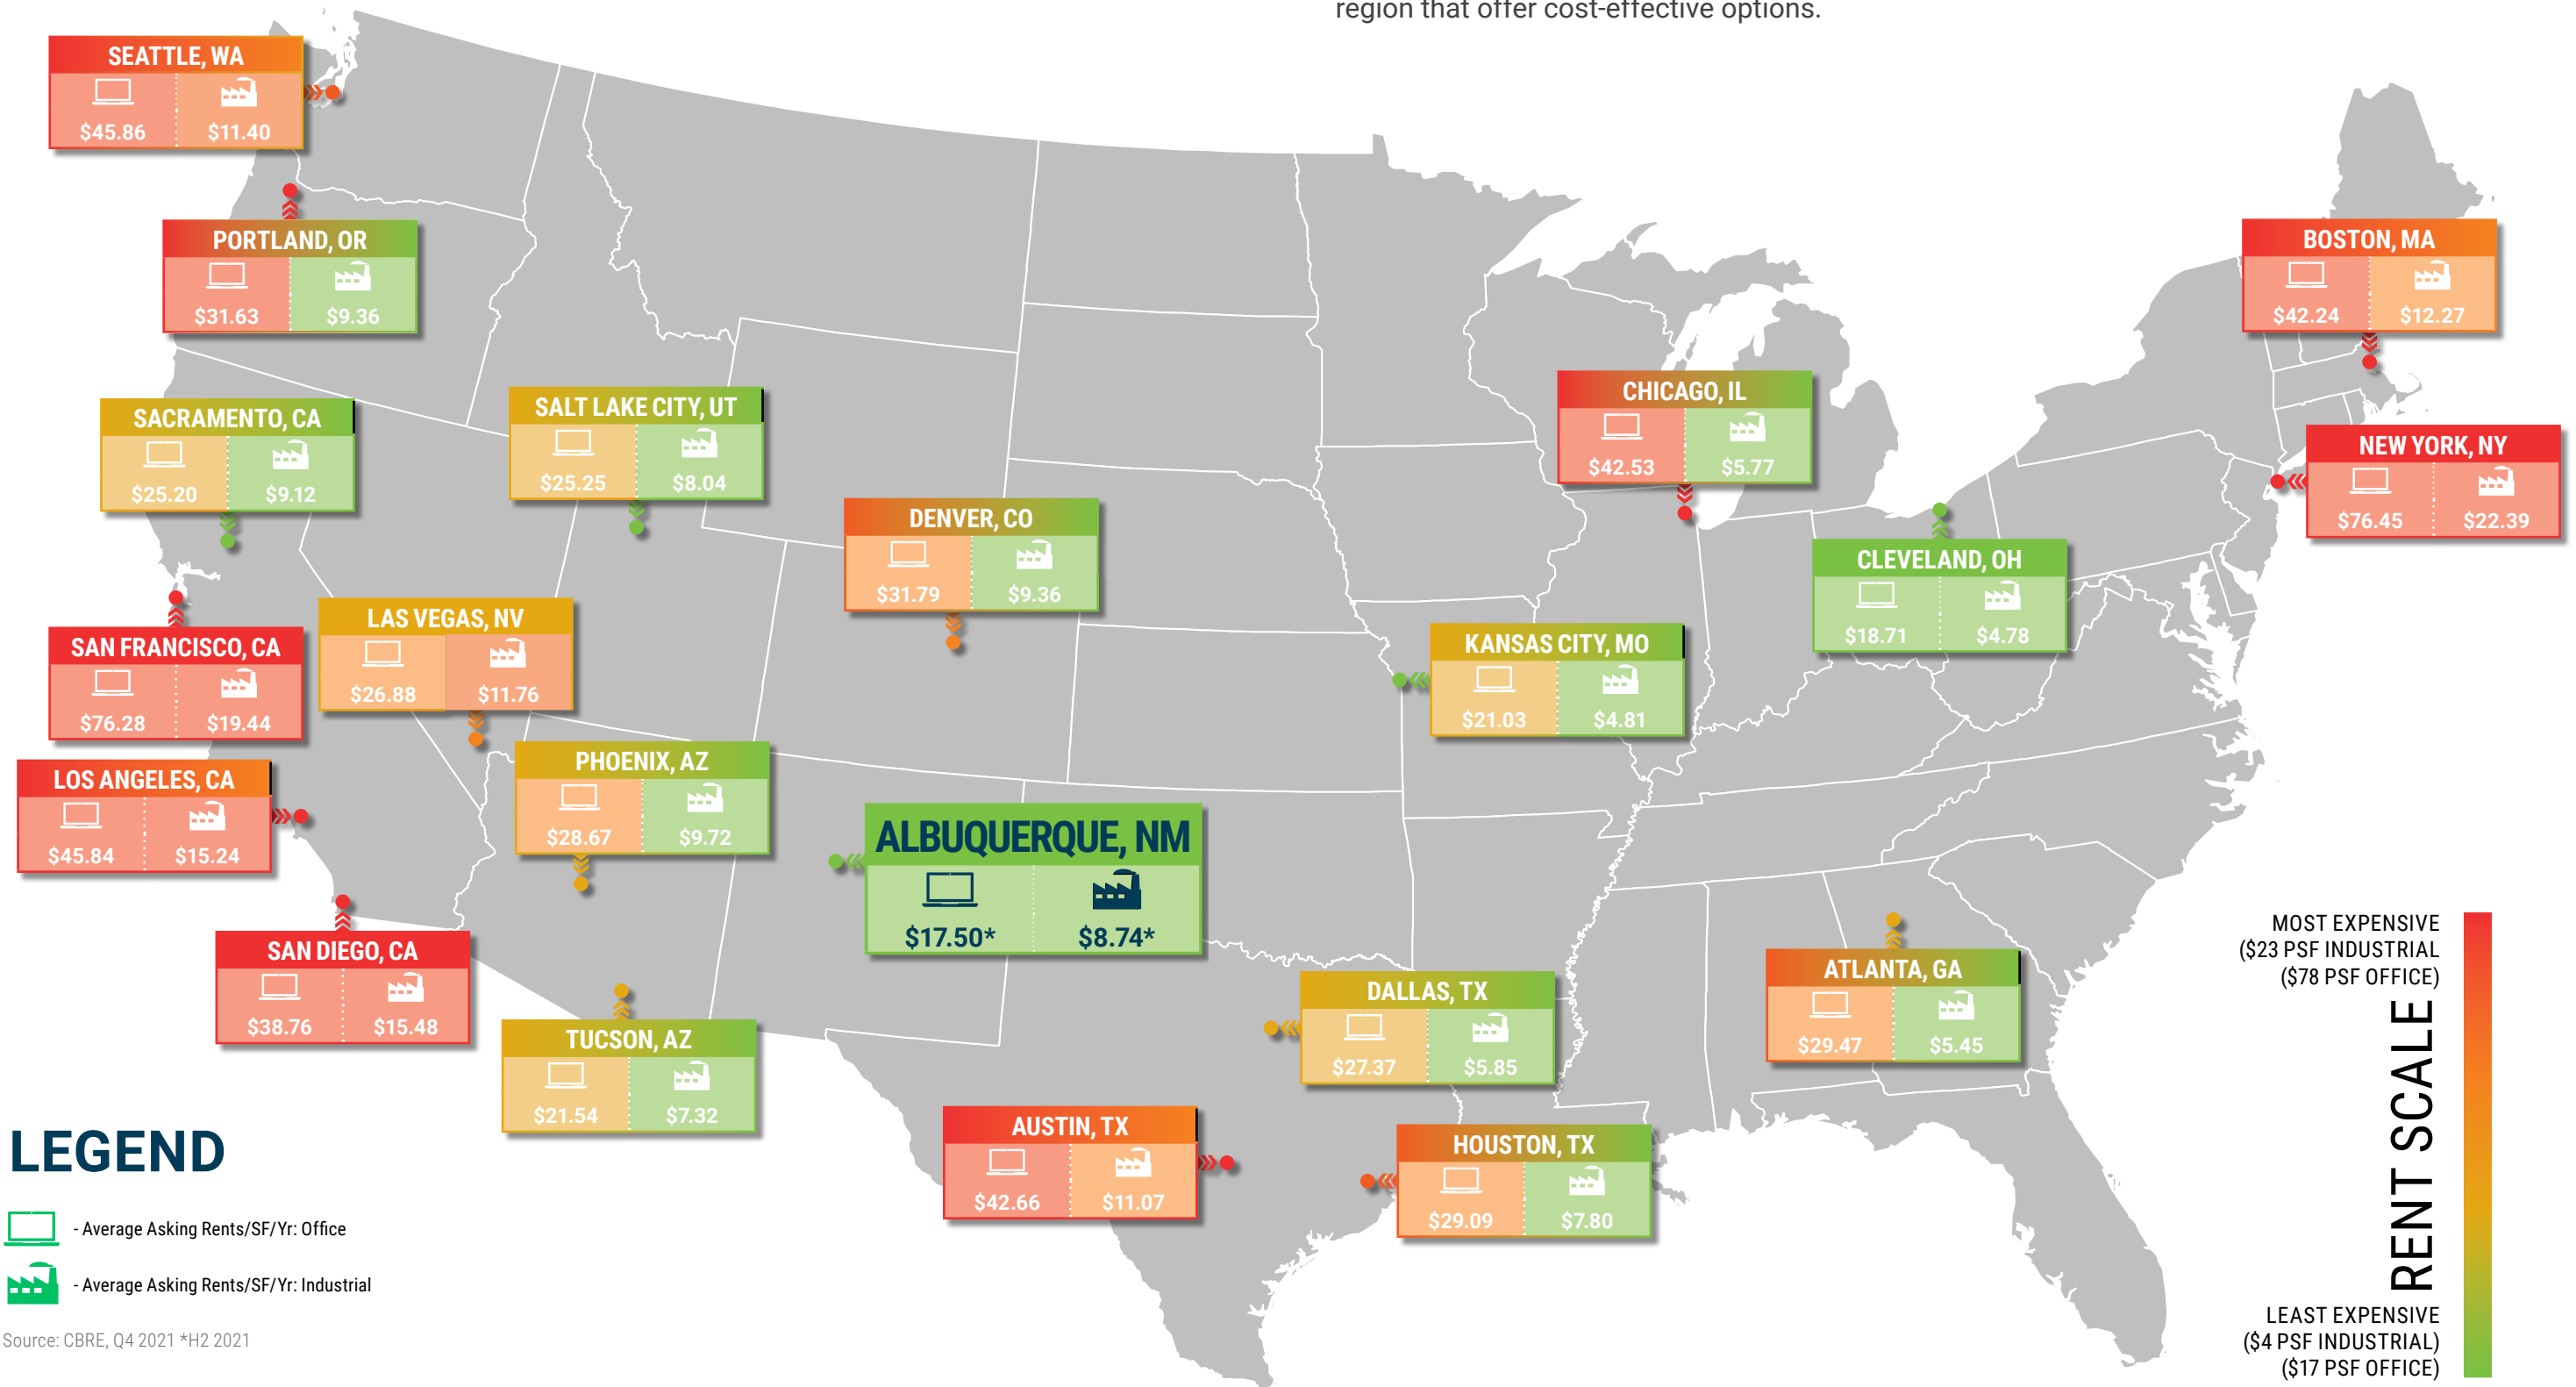 region that offer cost-effective options.
SEATTLE, WA
$45.86 $11.40
PORTLAND, OR
$31.63 $9.36
BOSTON, MA
$42.24 $12.27
SACRAMENTO, CA
$25.20 $9.12
SALT LAKE CITY, UT
$25.25 $8.04
CHICAGO, IL
$42.53 $5.77
NEW YORK, NY
$76.45 $22.39
DENVER, CO
$31.79 $9.36
CLEVELAND, OH
$18.71 $4.78
SAN FRANCISCO, CA
$76.28 $19.44
LAS VEGAS, NV
$26.88 $11.76
KANSAS CITY, MO
$21.03 $4.81
LOS ANGELES, CA
$45.84 $15.24
PHOENIX, AZ
$28.67 $9.72
ALBUQUERQUE, NM
$17.50* $8.74*
SAN DIEGO, CA
$38.76 $15.48
TUCSON, AZ
$21.54 $7.32
DALLAS, TX
$27.37 $5.85
ATLANTA, GA
$29.47 $5.45
AUSTIN, TX
$42.66 $11.07
HOUSTON, TX
$29.09 $7.80
MOST EXPENSIVE
($23 PSF INDUSTRIAL
($78 PSF OFFICE)
RENT SCALE
LEAST EXPENSIVE
($4 PSF INDUSTRIAL)
($17 PSF OFFICE)
LEGEND
- Average Asking Rents/SF/Yr: Office
- Average Asking Rents/SF/Yr: Industrial
Source: CBRE, Q4 2021 *H2 2021